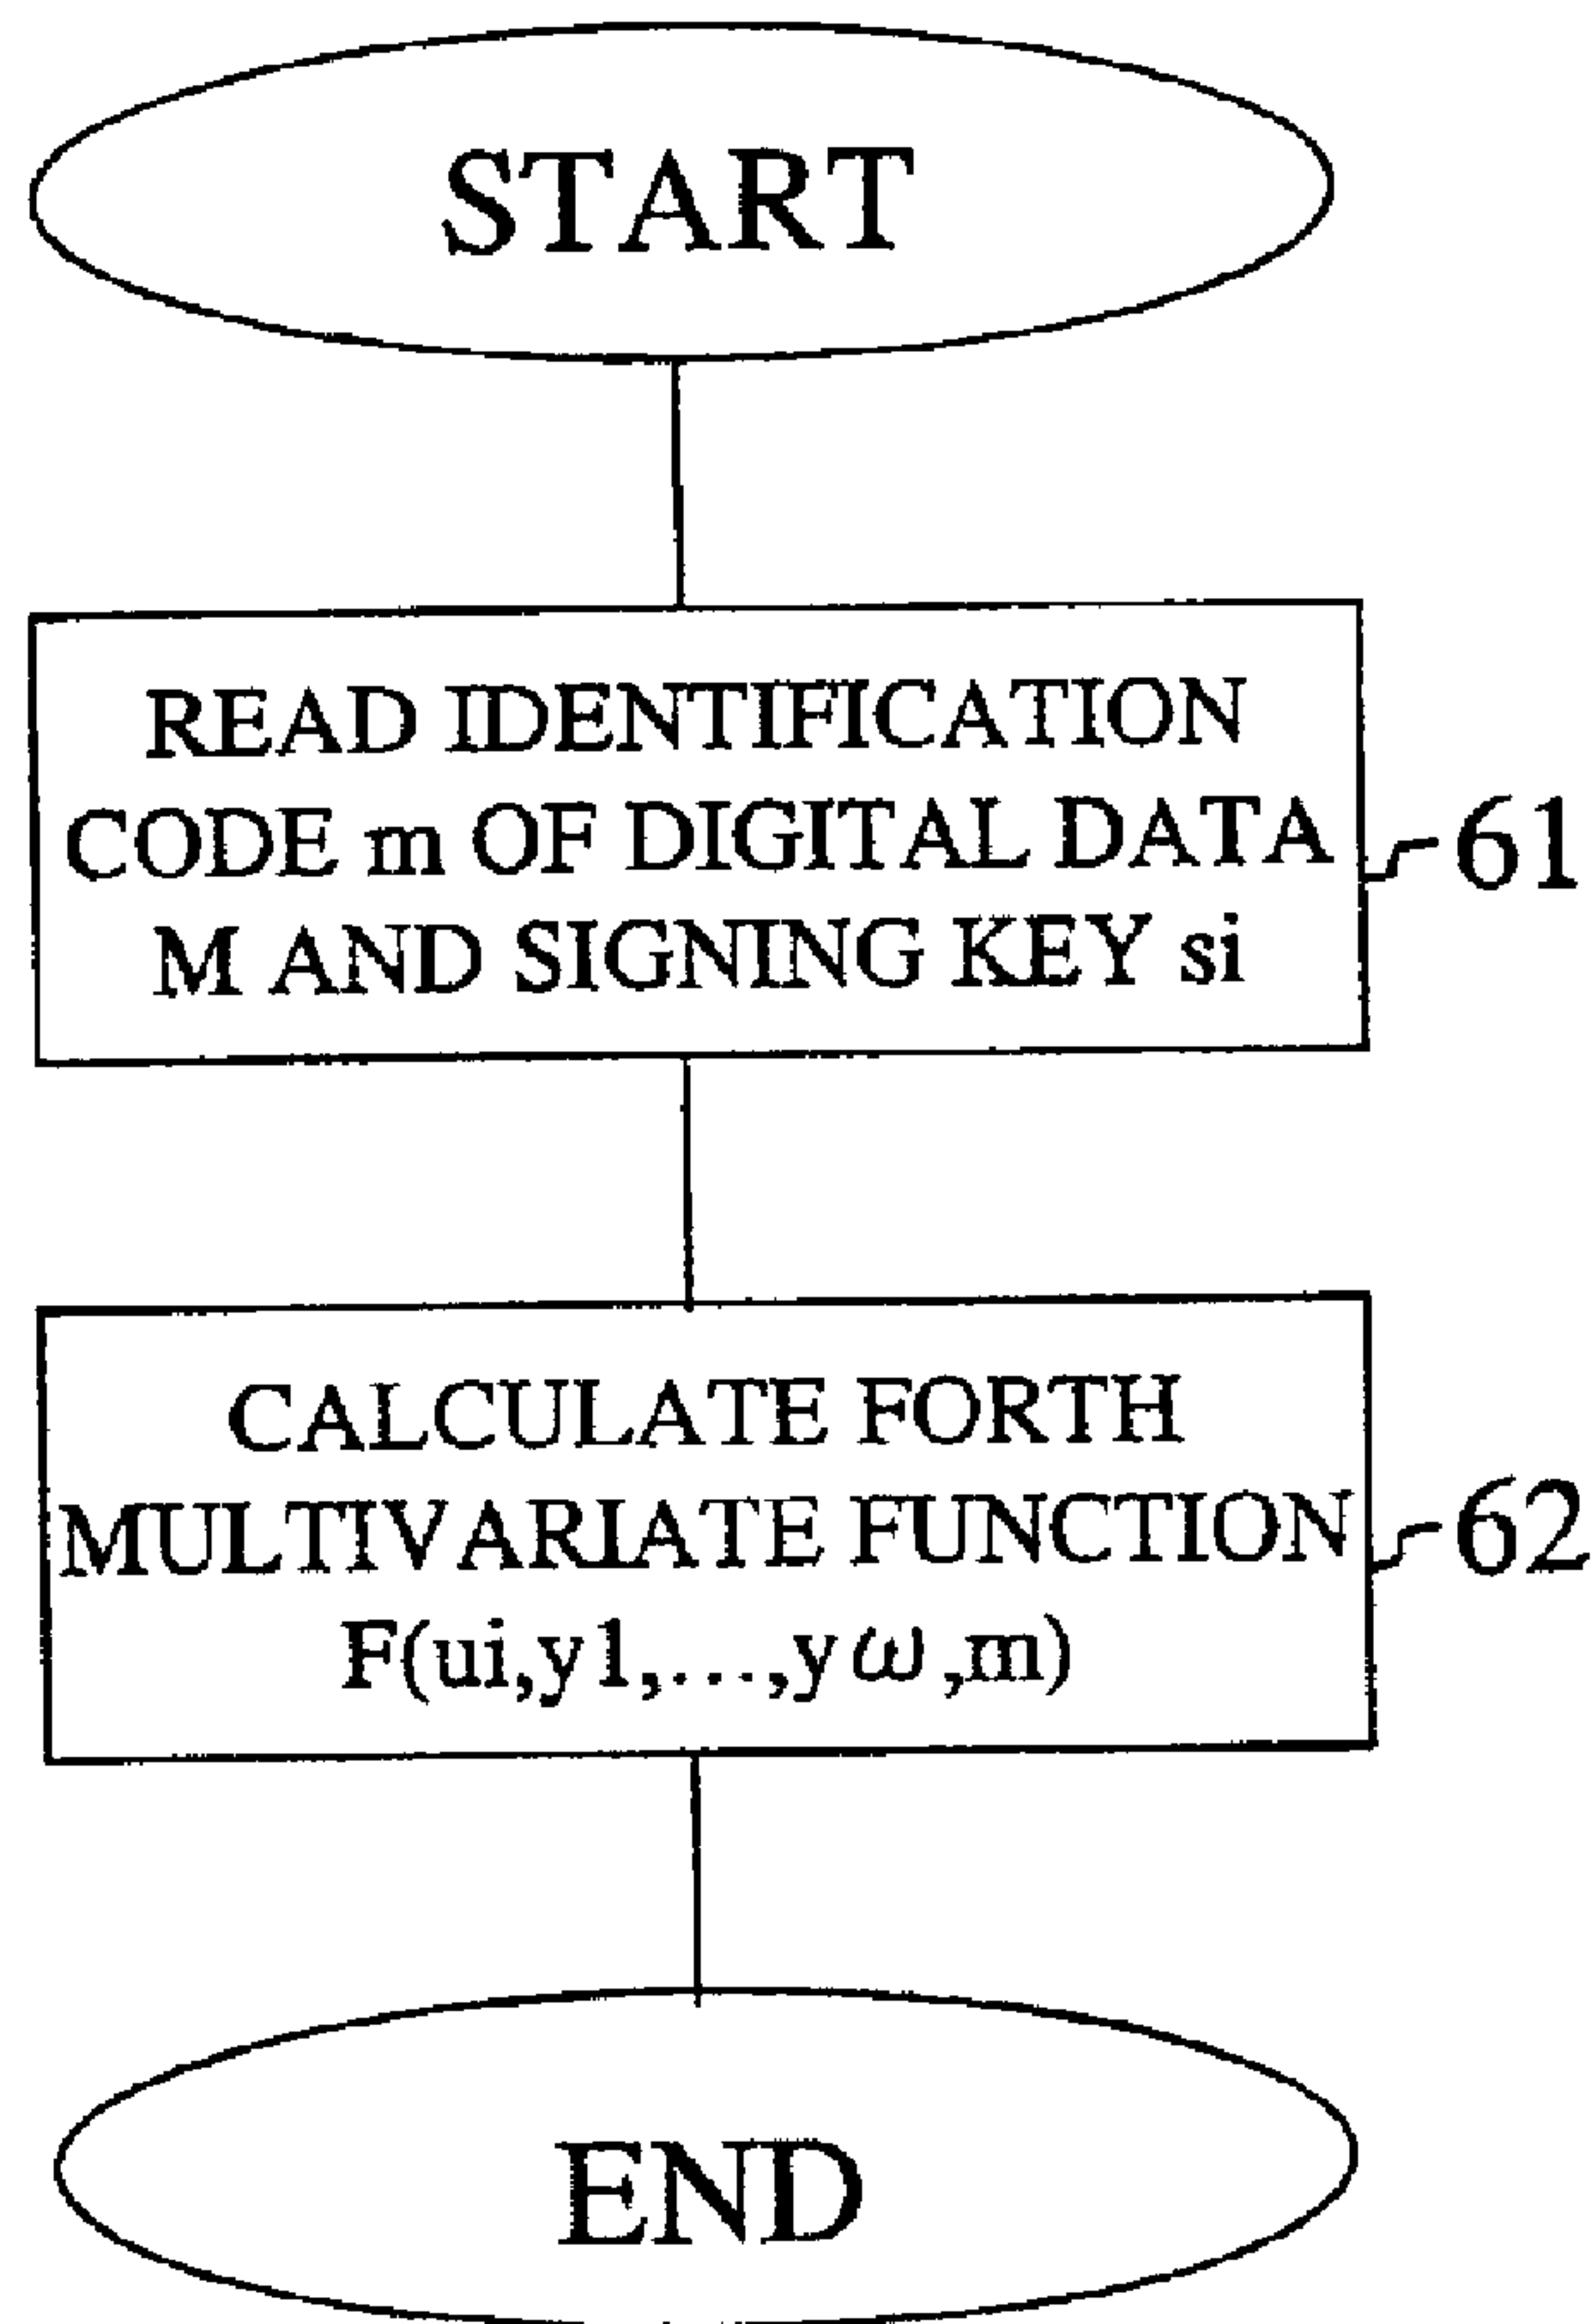 START
READ IDENTIFICATION
CODE m OF DIGITAL DATA
M AND SIGNING KEY si
61
CALCULATE FORTH
MULTIVARIATE FUNCTION
F(ui,y1,...,yω,m)
62
END